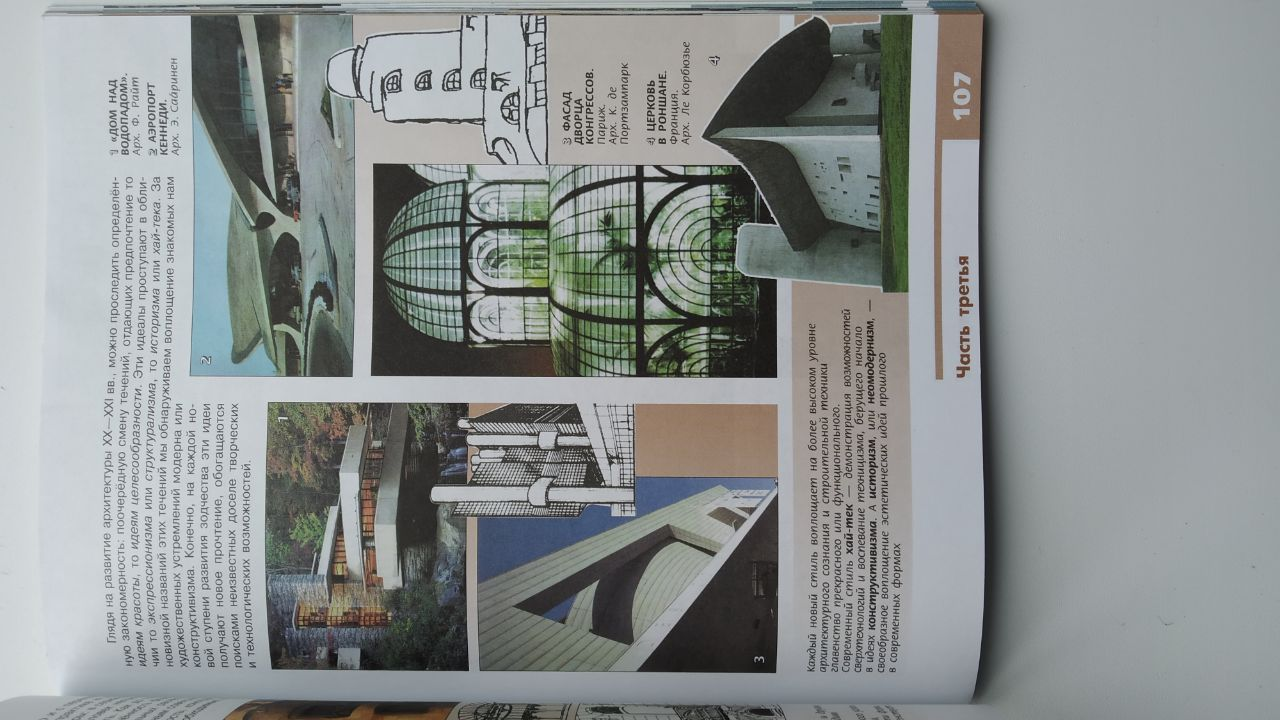 Глядя на развитие архитектуры XX—XXI вв., можно проследить определён-
ную закономерность: поочерёдную смену течений, отдающих предпочтение то
идеям красоты, то идеям целесообразности. Эти идеалы проступают в обли-
чии то экспрессионизма или структурализма, то историзма или хай-тека. За
новизной названий этих течений мы обнаруживаем воплощение знакомых нам
художественных устремлений модерна или
конструктивизма. Конечно, на каждой но-
вой ступени развития зодчества эти идеи
получают новое прочтение, обогащаются
поисками неизвестных доселе творческих
и технологических возможностей.
1) «ДОМ НАД
ВОДОПАДОМ».
Арх. Ф. Райт
2) АЭРОПОРТ
КЕННЕДИ.
Арх. Э. Сааринен
1
2
3
3) ФАСАД
ДВОРЦА
КОНГРЕССОВ.
Париж.
Арх. К. де
Портзампарк
4) ЦЕРКОВЬ
В РОНШАНЕ.
Франция.
Арх. Ле Корбюзье
4
Каждый новый стиль воплощает на более высоком уровне
архитектурного сознания и строительной техники
главенство прекрасного или функционального.
Современный стиль хай-тек — демонстрация возможностей
сверхтехнологий и воспевание техницизма, берущего начало
в идеях конструктивизма. А историзм, или неомодернизм, —
своеобразное воплощение эстетических идей прошлого
в современных формах
Часть третья
107